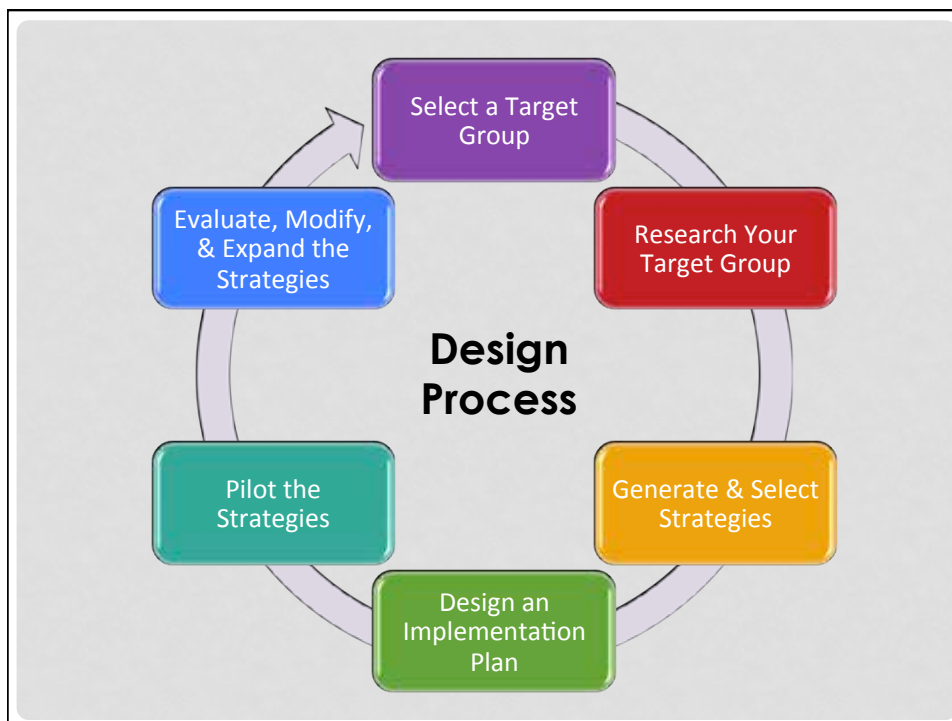 Select a Target
Group
Research Your
Target Group
Generate & Select
Strategies
Design an
Implementation
Plan
Pilot the
Strategies
Evaluate, Modify,
& Expand the
Strategies
Design
Process